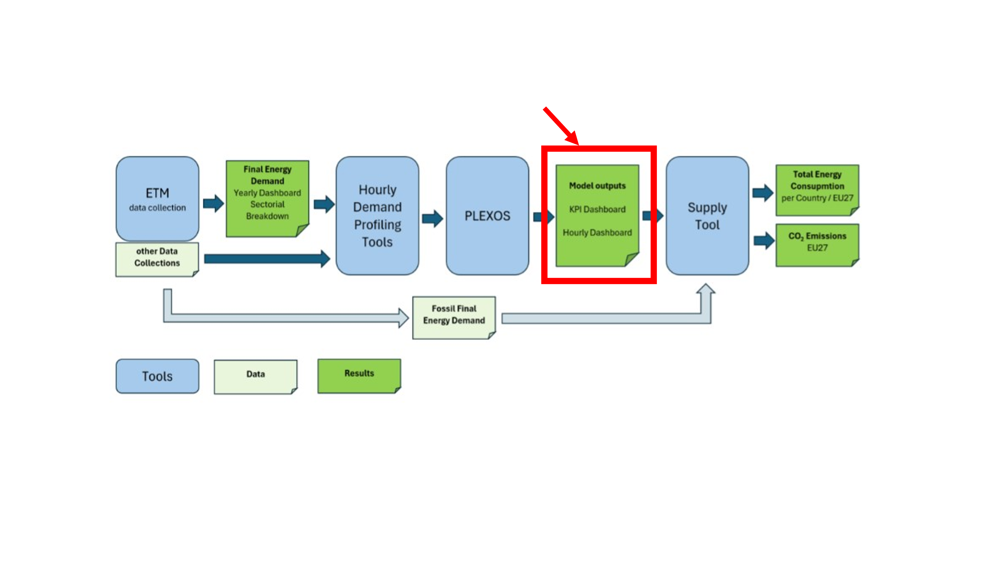 ETM
data collection
other Data
Collections
Final Energy
Demand
Yearly Dashboard
Sectorial
Breakdown
Hourly
Demand
Profiling
Tools
PLEXOS
Model outputs
KPI Dashboard
Hourly Dashboard
Supply
Tool
Total Energy
Consupmtion
per Country / EU27
CO₂ Emissions
EU27
Fossil Final
Energy Demand
Tools
Data
Results